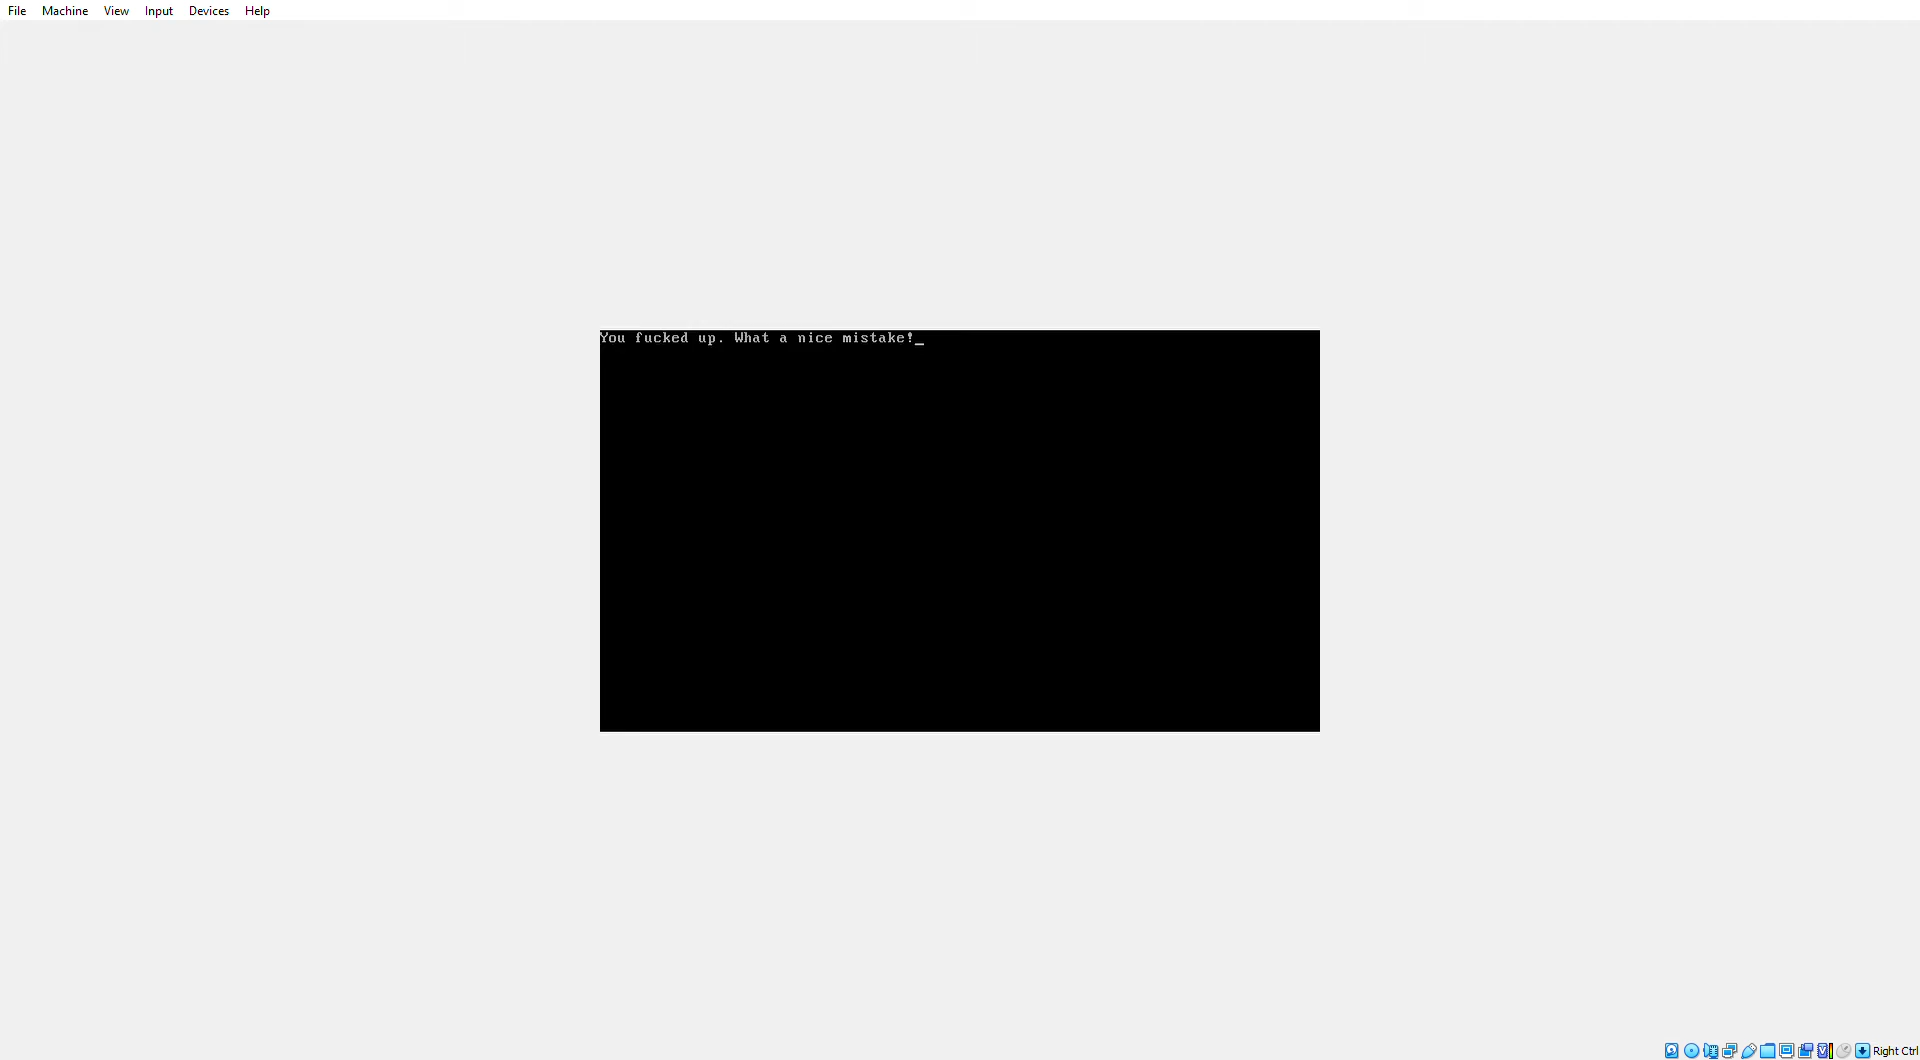 File Machine View Input Devices Help
You fucked up. What a nice mistake!_
Right Ctrl